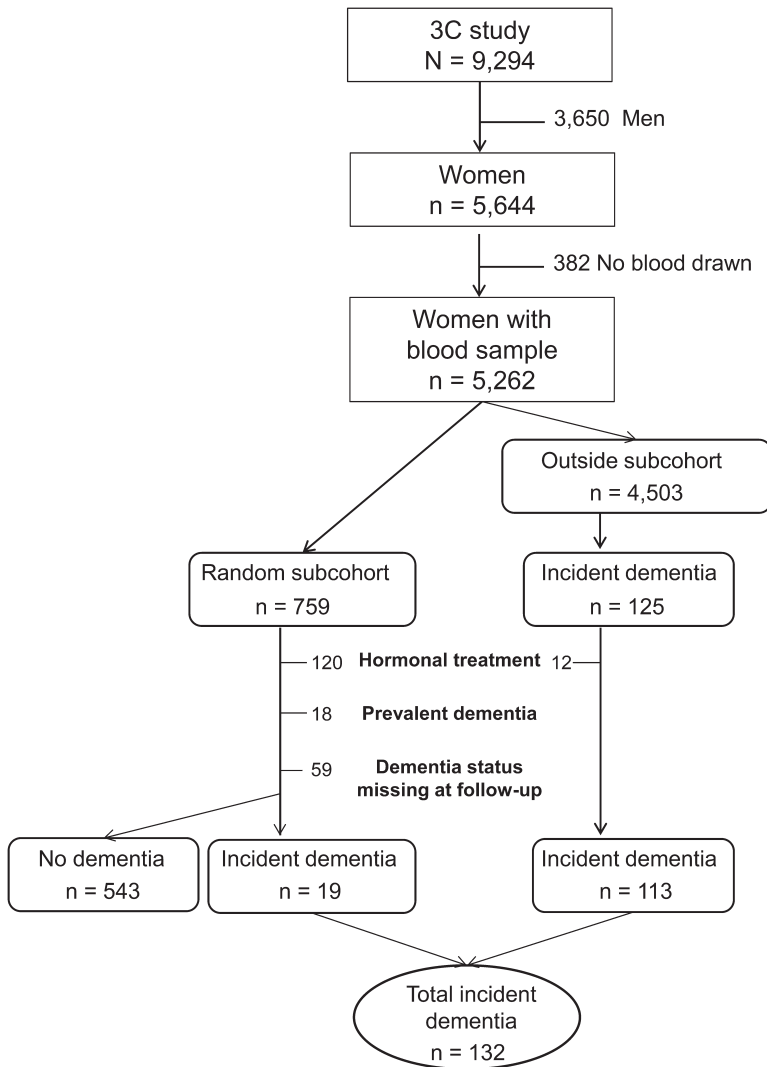 3C study
N = 9,294
3,650 Men
Women
n = 5,644
382 No blood drawn
Women with
blood sample
n = 5,262
Outside subcohort
n = 4,503
Random subcohort
n = 759
Incident dementia
n = 125
120 Hormonal treatment 12
18 Prevalent dementia
59 Dementia status
missing at follow-up
No dementia
n = 543
Incident dementia
n = 19
Incident dementia
n = 113
Total incident
dementia
n = 132